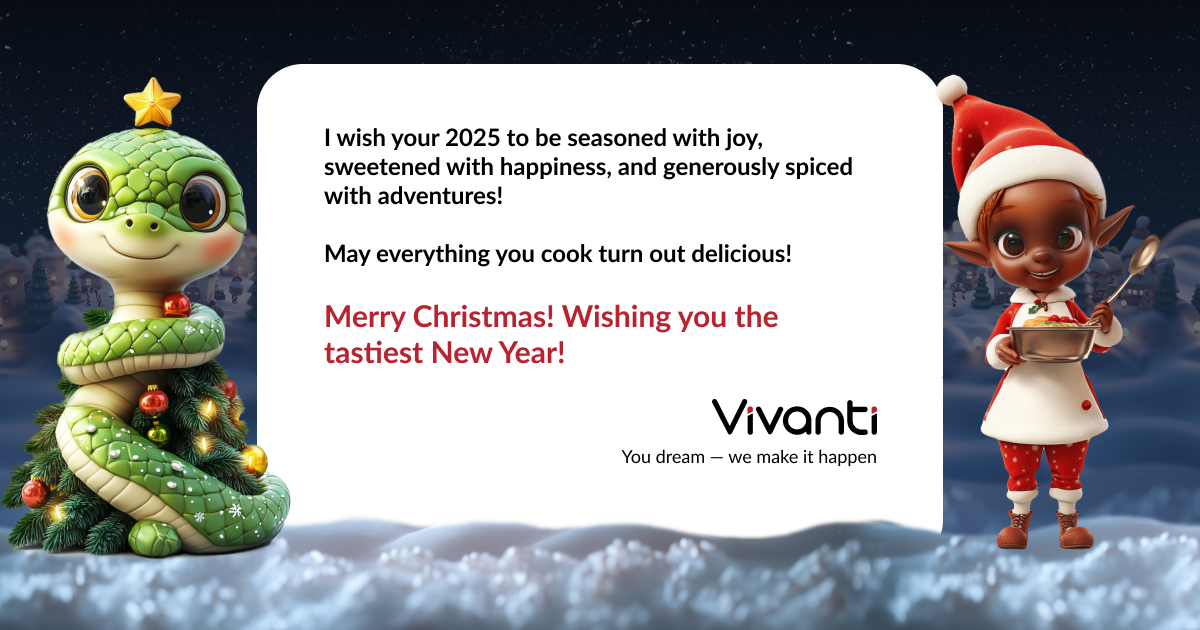 I wish your 2025 to be seasoned with joy,
sweetened with happiness, and generously spiced
with adventures!
May everything you cook turn out delicious!
Merry Christmas! Wishing you the
tastiest New Year!
Vivanti
You dream — we make it happen